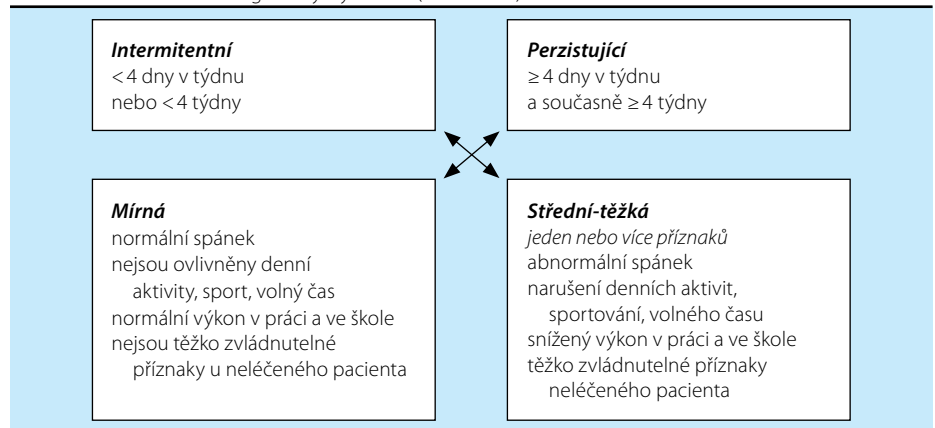 Intermitentní
< 4 dny v týdnu
nebo < 4 týdny
Perzistující
≥ 4 dny v týdnu
a současně ≥ 4 týdny
Mírná
normální spánek
nejsou ovlivněny denní
aktivity, sport, volný čas
normální výkon v práci a ve škole
nejsou těžko zvládnutelné
příznaky u neléčeného pacienta
Střední-těžká
jeden nebo více příznaků
abnormální spánek
narušení denních aktivit,
sportování, volného času
snížený výkon v práci a ve škole
těžko zvládnutelné příznaky
neléčeného pacienta